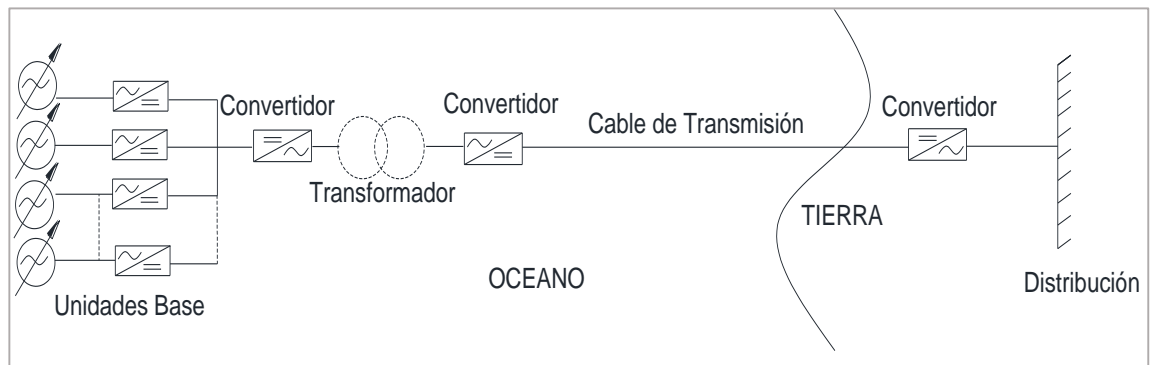 Convertidor
Convertidor
Convertidor
Cable de Transmisión
Transformador
TIERRA
OCEANO
Distribución
Unidades Base